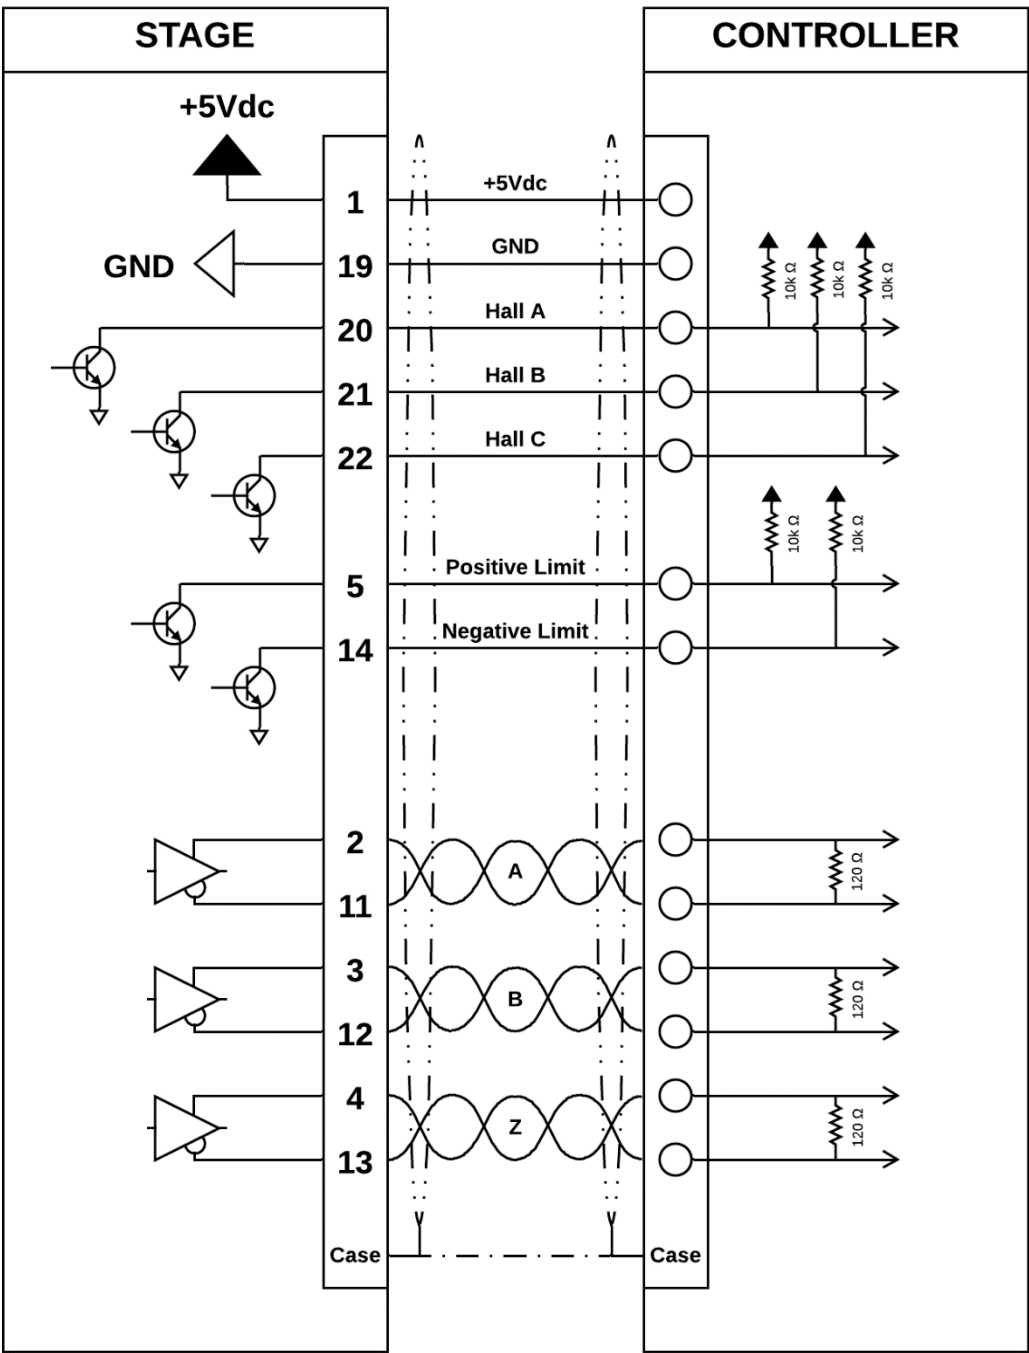 STAGE
CONTROLLER
+5Vdc
1
+5Vdc
GND
19
GND
20
Hall A
10k Ω
10k Ω
10k Ω
21
Hall B
22
Hall C
5
Positive Limit
10k Ω
10k Ω
14
Negative Limit
2
A
120 Ω
11
3
B
120 Ω
12
4
Z
120 Ω
13
Case
Case